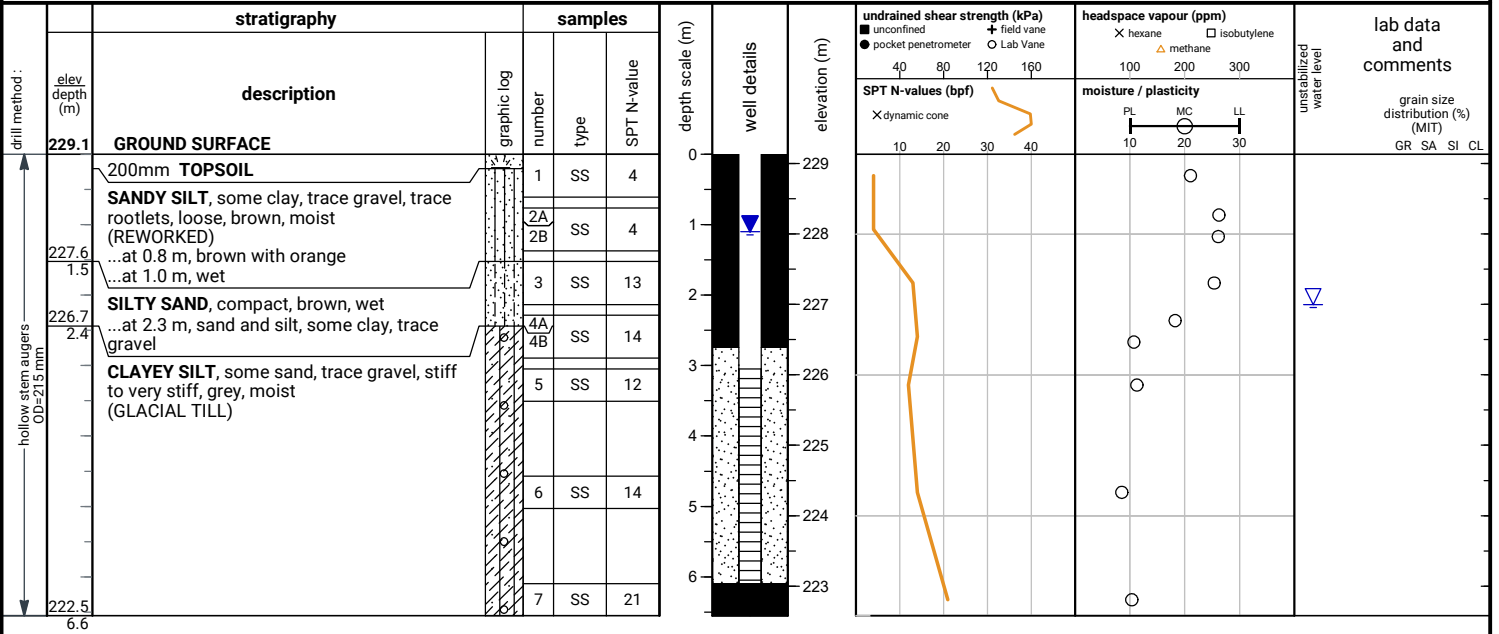 stratigraphy
samples
drill method :
elev
depth
(m)
description
graphic log
number
type
SPT N-value
depth scale (m)
well details
elevation (m)
undrained shear strength (kPa)
unconfined
field vane
pocket penetrometer
Lab Vane
40 80 120 160
SPT N-values (bpf)
dynamic cone
10 20 30 40
headspace vapour (ppm)
hexane
isobutylene
methane
100 200 300
moisture / plasticity
PL MC LL
10 20 30
unstabilized
water level
lab data
and
comments
grain size
distribution (%)
(MIT)
GR SA SI CL
229.1 GROUND SURFACE
200mm TOPSOIL
SANDY SILT, some clay, trace gravel, trace
rootlets, loose, brown, moist
(REWORKED)
...at 0.8 m, brown with orange
...at 1.0 m, wet
227.6
1.5
SILTY SAND, compact, brown, wet
...at 2.3 m, sand and silt, some clay, trace
gravel
226.7
2.4
CLAYEY SILT, some sand, trace gravel, stiff
to very stiff, grey, moist
(GLACIAL TILL)
222.5
6.6
hollow stem augers
OD=215 mm
1 SS 4
2A
2B
SS 4
3 SS 13
4A
4B
SS 14
5 SS 12
6 SS 14
7 SS 21
0
1
2
3
4
5
6
229
228
227
226
225
224
223